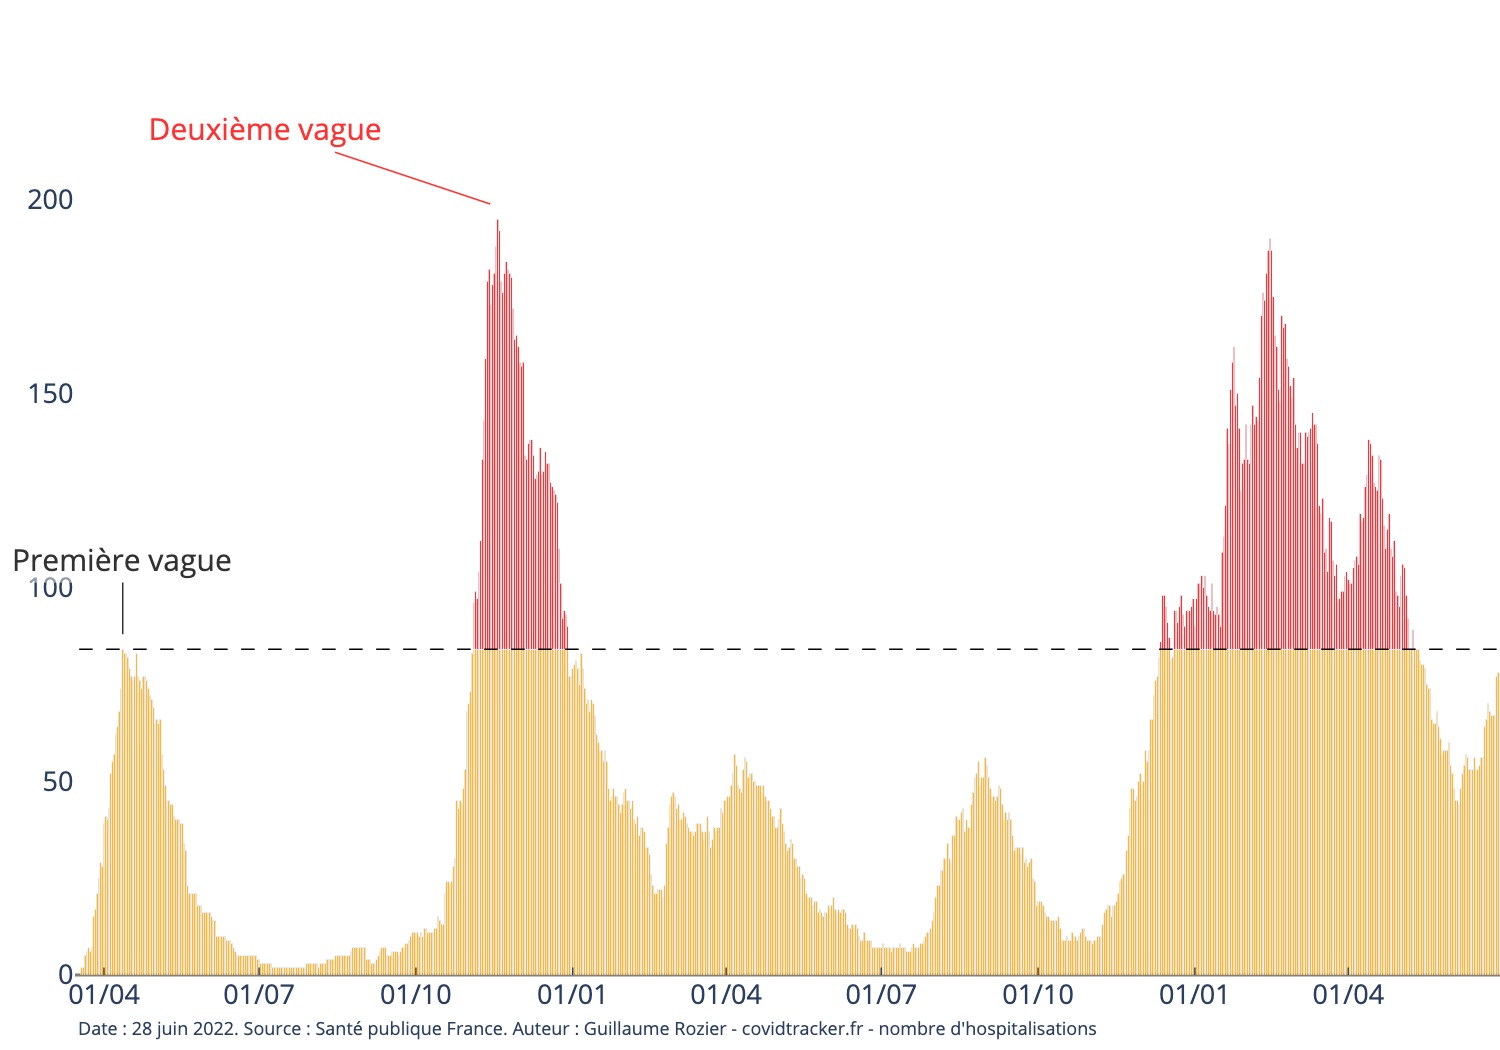 Deuxième vague
200
150
Première vague
100
50
0
01/04 01/07 01/10 01/01 01/04 01/07 01/10 01/01 01/04
Date : 28 juin 2022. Source : Santé publique France. Auteur : Guillaume Rozier - covidtracker.fr - nombre d'hospitalisations